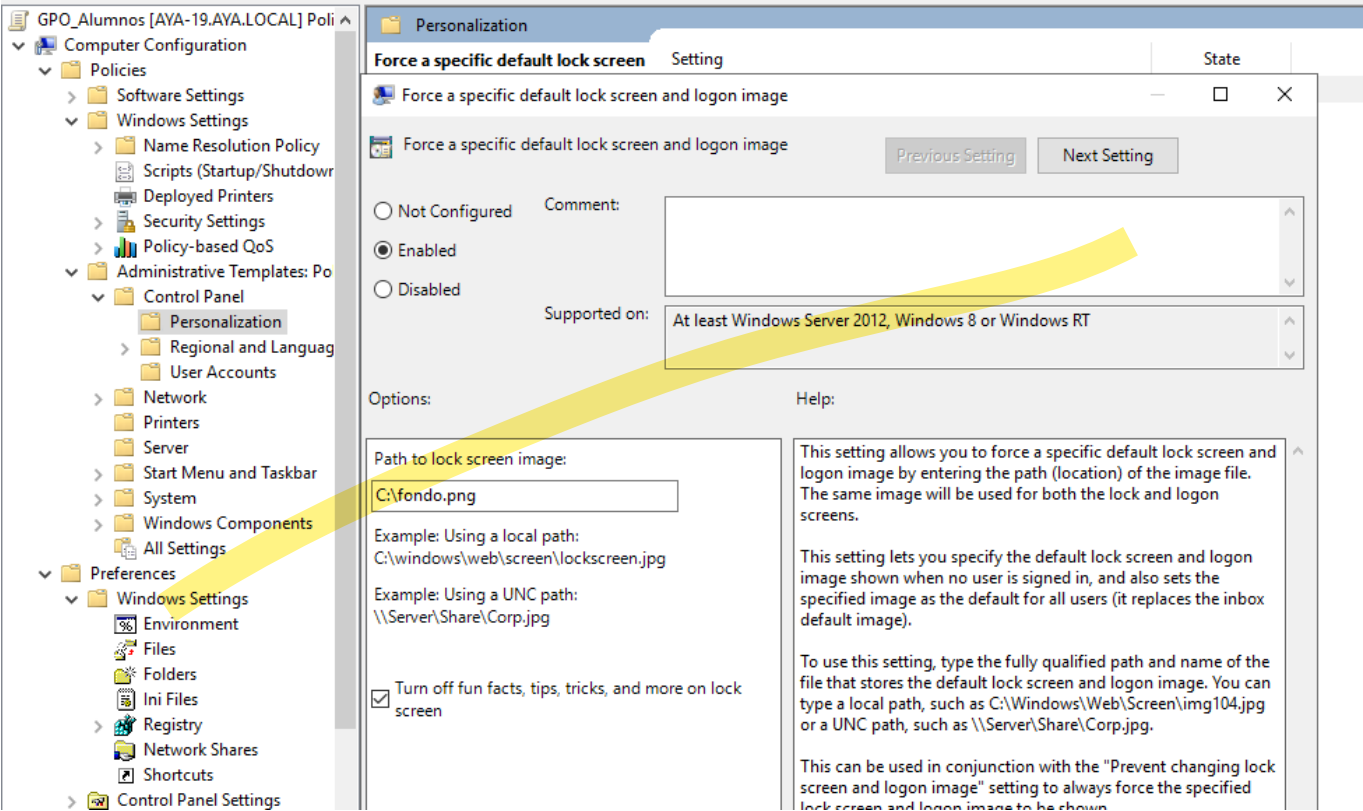 GPO_Alumnos [AYA-19.AYA.LOCAL] Poli
Computer Configuration
Policies
Software Settings
Windows Settings
Name Resolution Policy
Scripts (Startup/Shutdowr
Deployed Printers
Security Settings
Policy-based QoS
Administrative Templates: Po
Control Panel
Personalization
Regional and Languag
User Accounts
Network
Printers
Server
Start Menu and Taskbar
System
Windows Components
All Settings
Preferences
Windows Settings
Environment
Files
Folders
Ini Files
Registry
Network Shares
Shortcuts
Control Panel Settings
Personalization
Force a specific default lock screen
Setting
State
Force a specific default lock screen and logon image
Force a specific default lock screen and logon image
Previous Setting
Next Setting
Not Configured
Enabled
Disabled
Comment:
Supported on:
At least Windows Server 2012, Windows 8 or Windows RT
Options:
Help:
Path to lock screen image:
C:\fondo.png
Example: Using a local path:
C:\windows\web\screen\lockscreen.jpg
Example: Using a UNC path:
\\Server\Share\Corp.jpg
Turn off fun facts, tips, tricks, and more on lock
screen
This setting allows you to force a specific default lock screen and
logon image by entering the path (location) of the image file.
The same image will be used for both the lock and logon
screens.
This setting lets you specify the default lock screen and logon
image shown when no user is signed in, and also sets the
specified image as the default for all users (it replaces the inbox
default image).
To use this setting, type the fully qualified path and name of the
file that stores the default lock screen and logon image. You can
type a local path, such as C:\Windows\Web\Screen\img104.jpg
or a UNC path, such as \\Server\Share\Corp.jpg.
This can be used in conjunction with the "Prevent changing lock
screen and logon image" setting to always force the specified
lock screen and logon image to be shown.